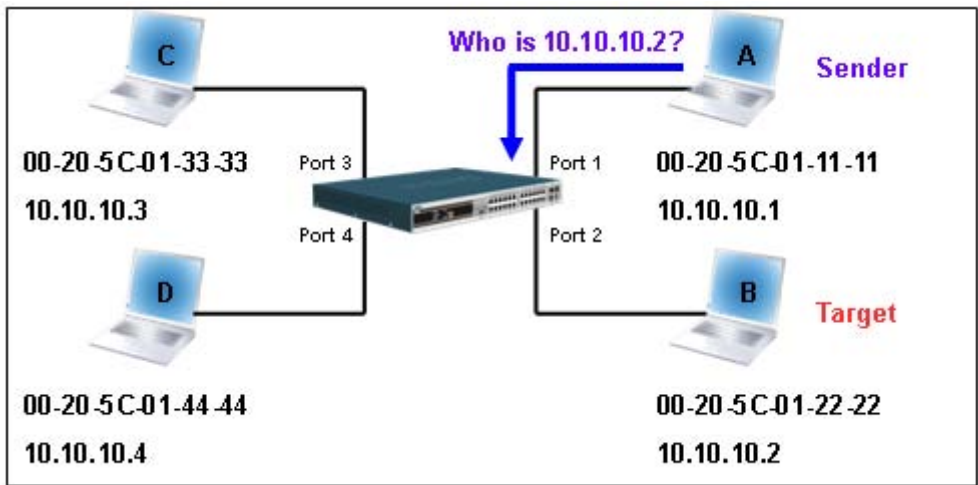 Who is 10.10.10.2?
C
A
Sender
00-20-5C-01-33-33
Port 3
Port 1
00-20-5C-01-11-11
10.10.10.3
10.10.10.1
Port 4
Port 2
D
B
Target
00-20-5C-01-44-44
00-20-5C-01-22-22
10.10.10.4
10.10.10.2